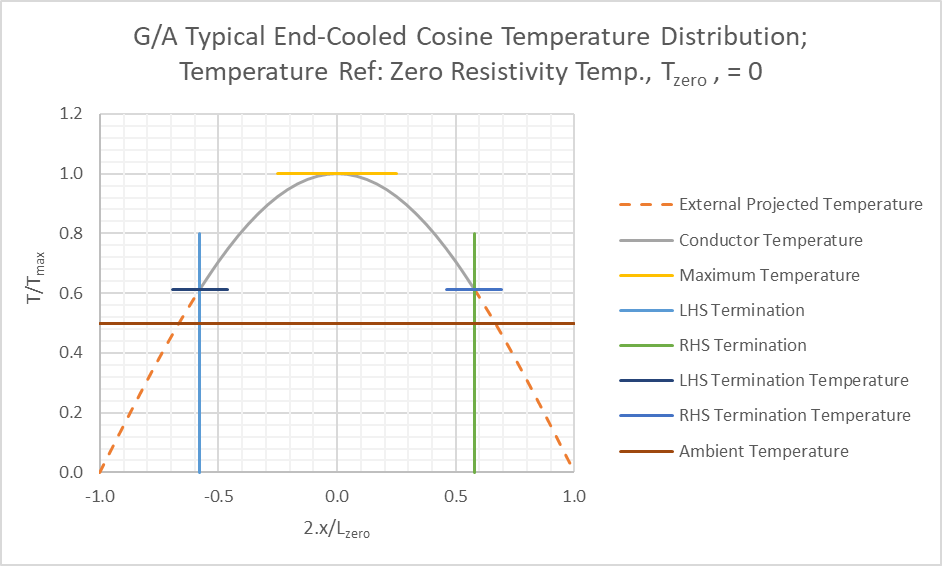 G/A Typical End-Cooled Cosine Temperature Distribution;
Temperature Ref: Zero Resistivity Temp., Tzero , = 0
1.2
1.0
0.8
0.6
0.4
0.2
0.0
T/Tmax
-1.0
-0.5
0.0
0.5
1.0
2.x/Lzero
External Projected Temperature
Conductor Temperature
Maximum Temperature
LHS Termination
RHS Termination
LHS Termination Temperature
RHS Termination Temperature
Ambient Temperature